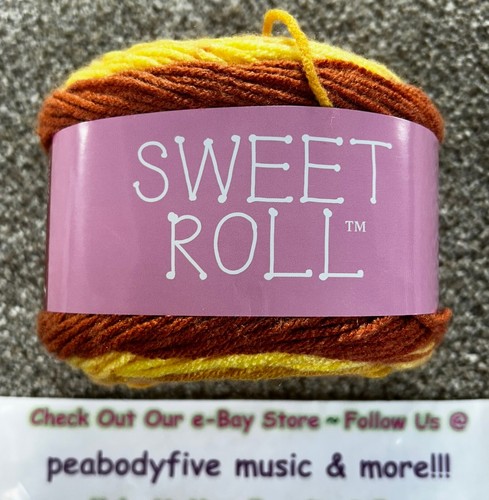 SWEET
ROLL™
Check Out Our e-Bay Store ~ Follow Us @
peabodyfive music & more!!!